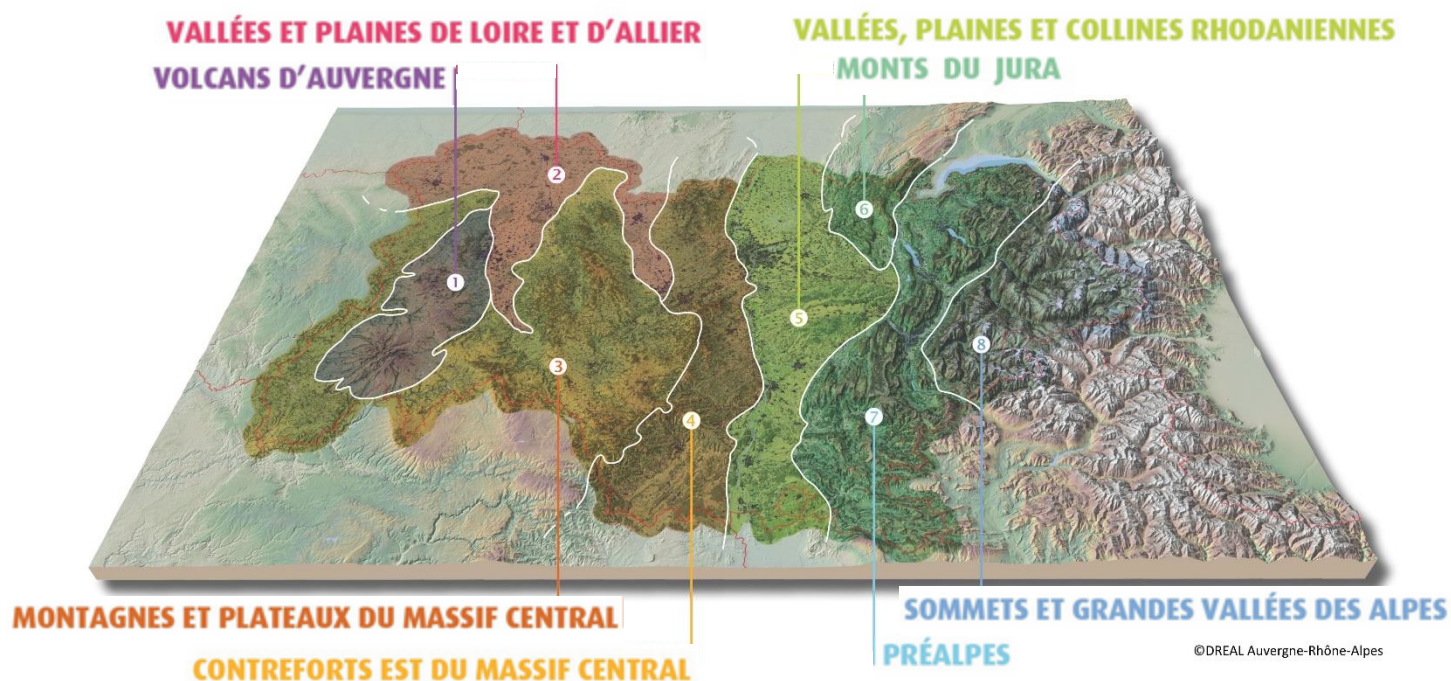 VALLÉES ET PLAINES DE LOIRE ET D'ALLIER
VALLÉES, PLAINES ET COLLINES RHODANIENNES
VOLCANS D'AUVERGNE
MONTS DU JURA
2
6
1
5
8
3
7
4
MONTAGNES ET PLATEAUX DU MASSIF CENTRAL
SOMMETS ET GRANDES VALLÉES DES ALPES
CONTREFORTS EST DU MASSIF CENTRAL
PRÉALPES
©DREAL Auvergne-Rhône-Alpes